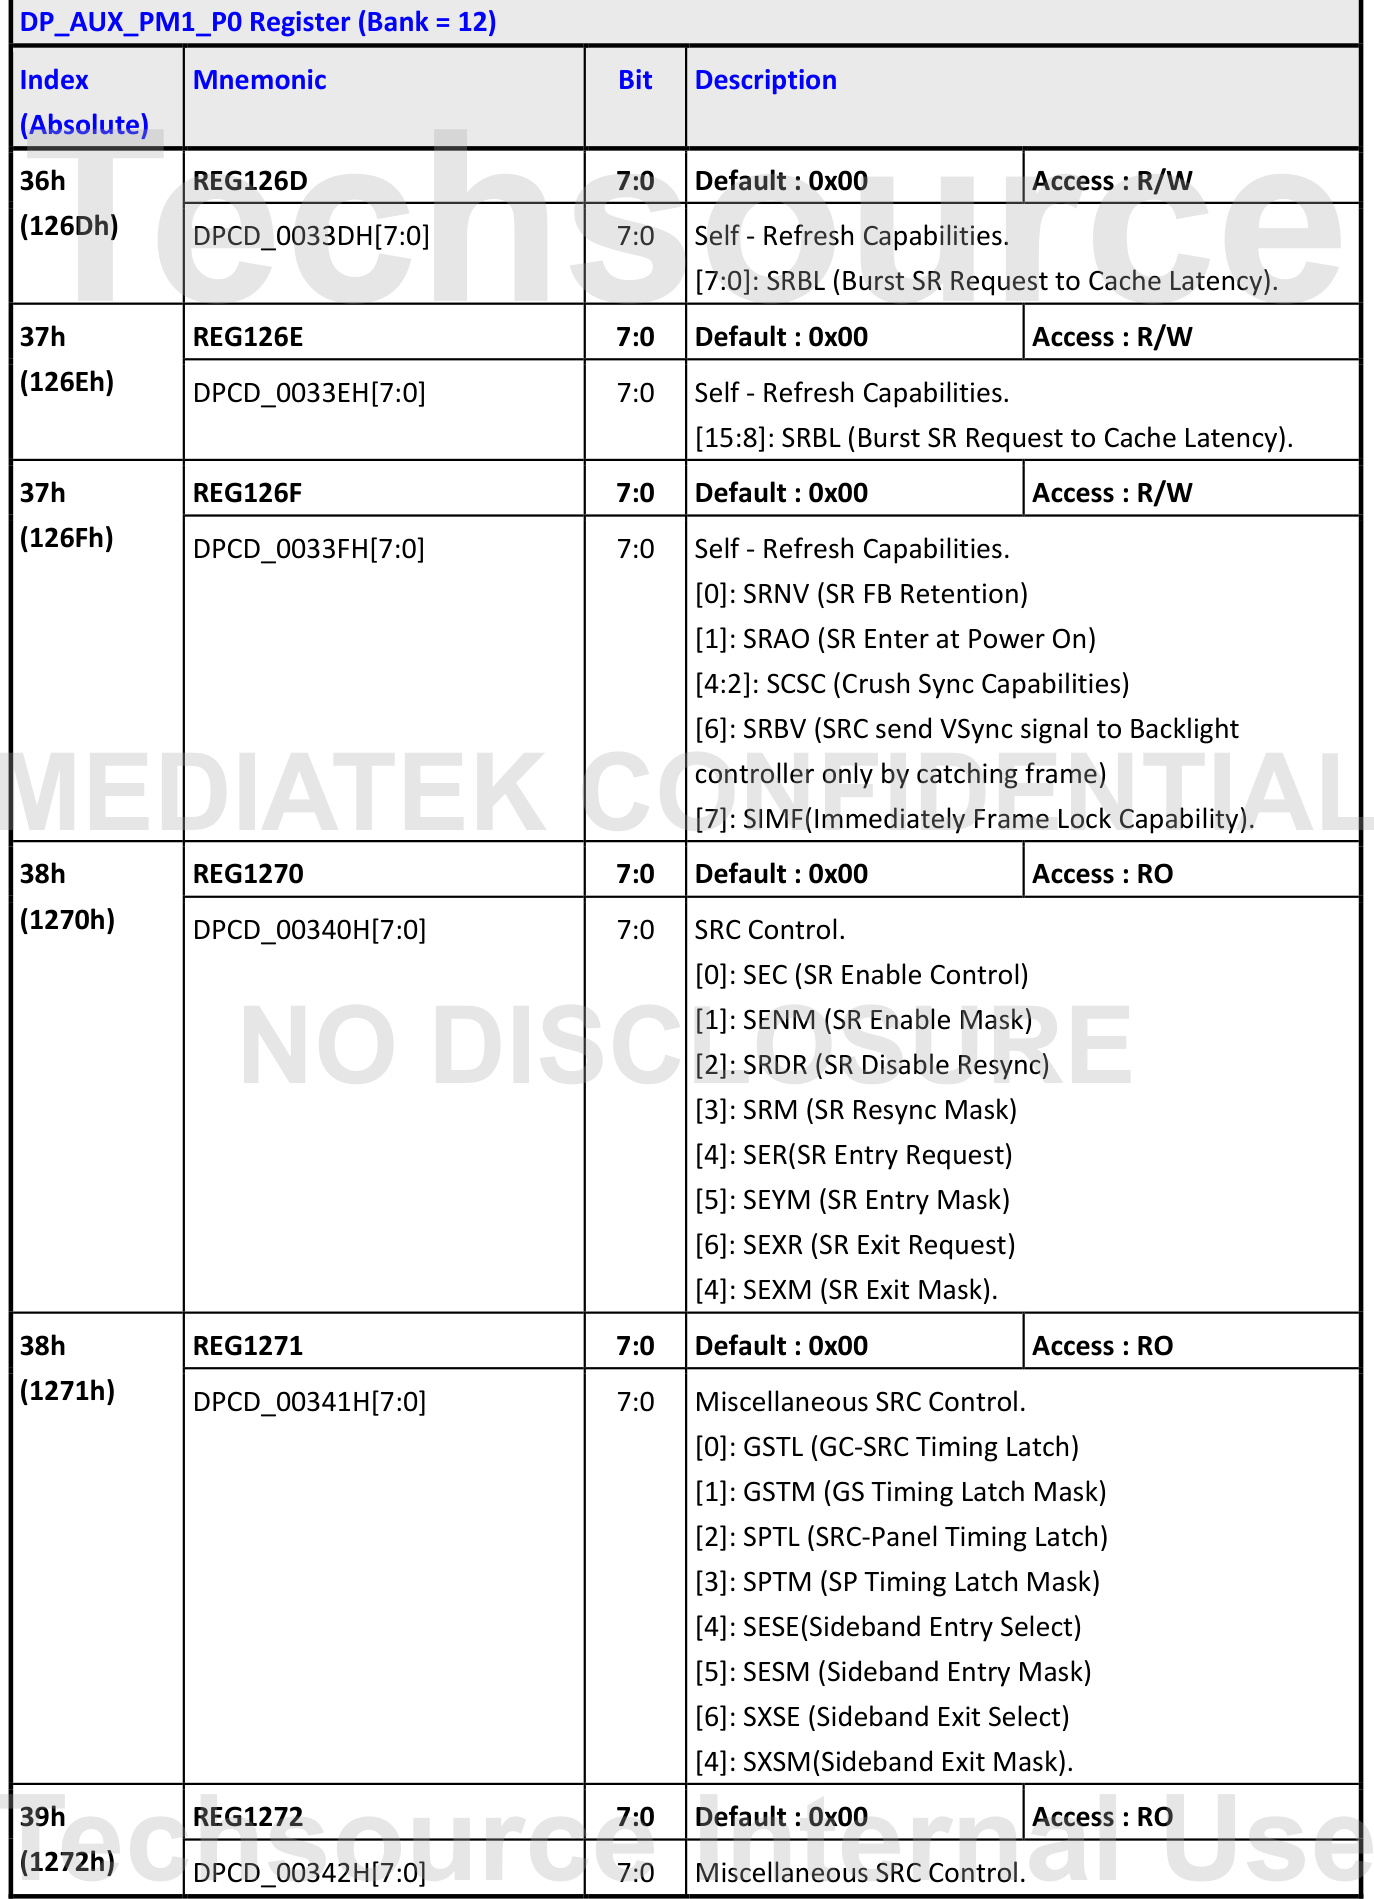 DP_AUX_PM1_P0 Register (Bank = 12)
Index (Absolute) Mnemonic Bit Description
36h (126Dh) REG126D 7:0 Default : 0x00 Access : R/W
DPCD_0033DH[7:0] 7:0 Self - Refresh Capabilities.
[7:0]: SRBL (Burst SR Request to Cache Latency).
37h (126Eh) REG126E 7:0 Default : 0x00 Access : R/W
DPCD_0033EH[7:0] 7:0 Self - Refresh Capabilities.
[15:8]: SRBL (Burst SR Request to Cache Latency).
37h (126Fh) REG126F 7:0 Default : 0x00 Access : R/W
DPCD_0033FH[7:0] 7:0 Self - Refresh Capabilities.
[0]: SRNV (SR FB Retention)
[1]: SRAO (SR Enter at Power On)
[4:2]: SCSC (Crush Sync Capabilities)
[6]: SRBV (SRC send VSync signal to Backlight
controller only by catching frame)
[7]: SIMF(Immediately Frame Lock Capability).
38h (1270h) REG1270 7:0 Default : 0x00 Access : RO
DPCD_00340H[7:0] 7:0 SRC Control.
[0]: SEC (SR Enable Control)
[1]: SENM (SR Enable Mask)
[2]: SRDR (SR Disable Resync)
[3]: SRM (SR Resync Mask)
[4]: SER(SR Entry Request)
[5]: SEYM (SR Entry Mask)
[6]: SEXR (SR Exit Request)
[4]: SEXM (SR Exit Mask).
38h (1271h) REG1271 7:0 Default : 0x00 Access : RO
DPCD_00341H[7:0] 7:0 Miscellaneous SRC Control.
[0]: GSTL (GC-SRC Timing Latch)
[1]: GSTM (GS Timing Latch Mask)
[2]: SPTL (SRC-Panel Timing Latch)
[3]: SPTM (SP Timing Latch Mask)
[4]: SESE(Sideband Entry Select)
[5]: SESM (Sideband Entry Mask)
[6]: SXSE (Sideband Exit Select)
[4]: SXSM(Sideband Exit Mask).
39h (1272h) REG1272 7:0 Default : 0x00 Access : RO
DPCD_00342H[7:0] 7:0 Miscellaneous SRC Control.
Techsource
MEDIATEK CONFIDENTIAL
NO DISCLOSURE
Techsource Internal Use